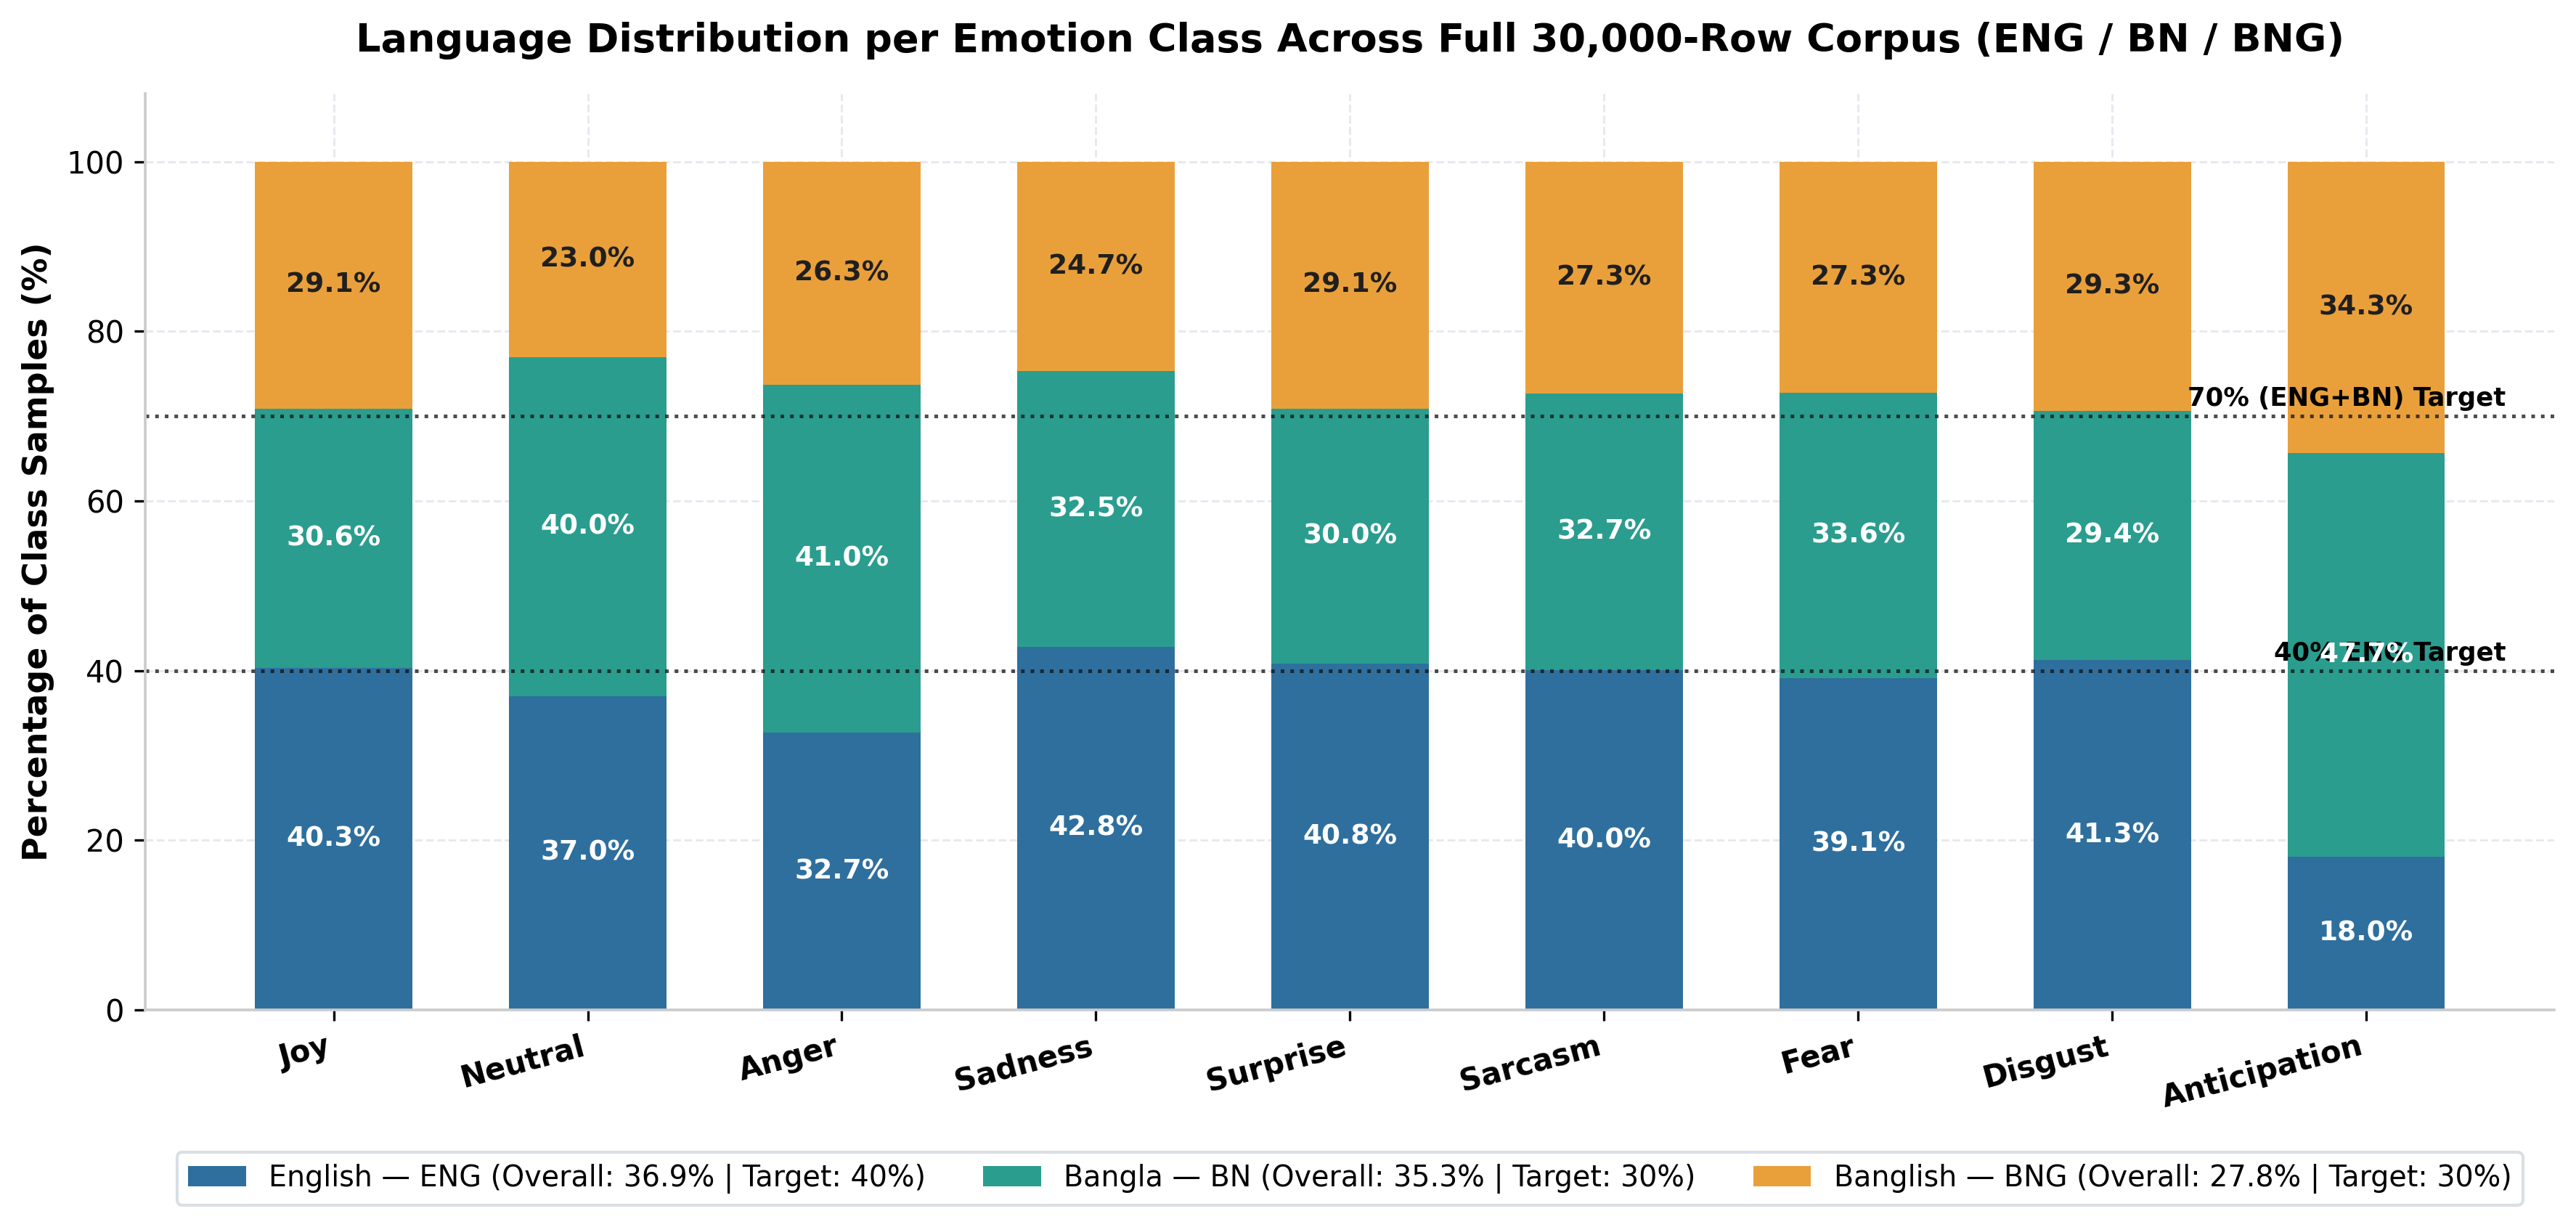 Language Distribution per Emotion Class Across Full 30,000-Row Corpus (ENG / BN / BNG)
Percentage of Class Samples (%)
100
80
60
40
20
0
29.1% 23.0% 26.3% 24.7% 29.1% 27.3% 27.3% 29.3% 34.3%
70% (ENG+BN) Target
30.6% 40.0% 41.0% 32.5% 30.0% 32.7% 33.6% 29.4% 47.7%
40% ENG Target
40.3% 37.0% 32.7% 42.8% 40.8% 40.0% 39.1% 41.3% 18.0%
Joy Neutral Anger Sadness Surprise Sarcasm Fear Disgust Anticipation
English — ENG (Overall: 36.9% | Target: 40%) Bangla — BN (Overall: 35.3% | Target: 30%) Banglish — BNG (Overall: 27.8% | Target: 30%)